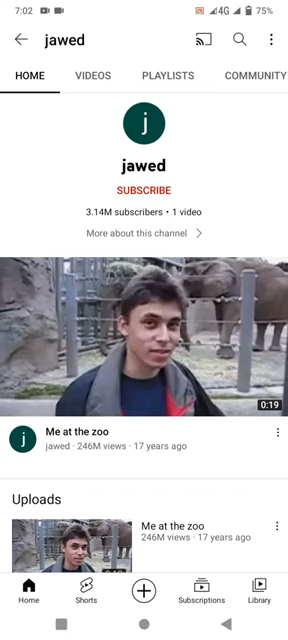 7:02
4G
75%
jawed
HOME VIDEOS PLAYLISTS COMMUNITY
j
jawed
SUBSCRIBE
3.14M subscribers • 1 video
More about this channel
0:19
j
Me at the zoo
jawed · 246M views · 17 years ago
Uploads
Me at the zoo
246M views · 17 years ago
Home Shorts Subscriptions Library